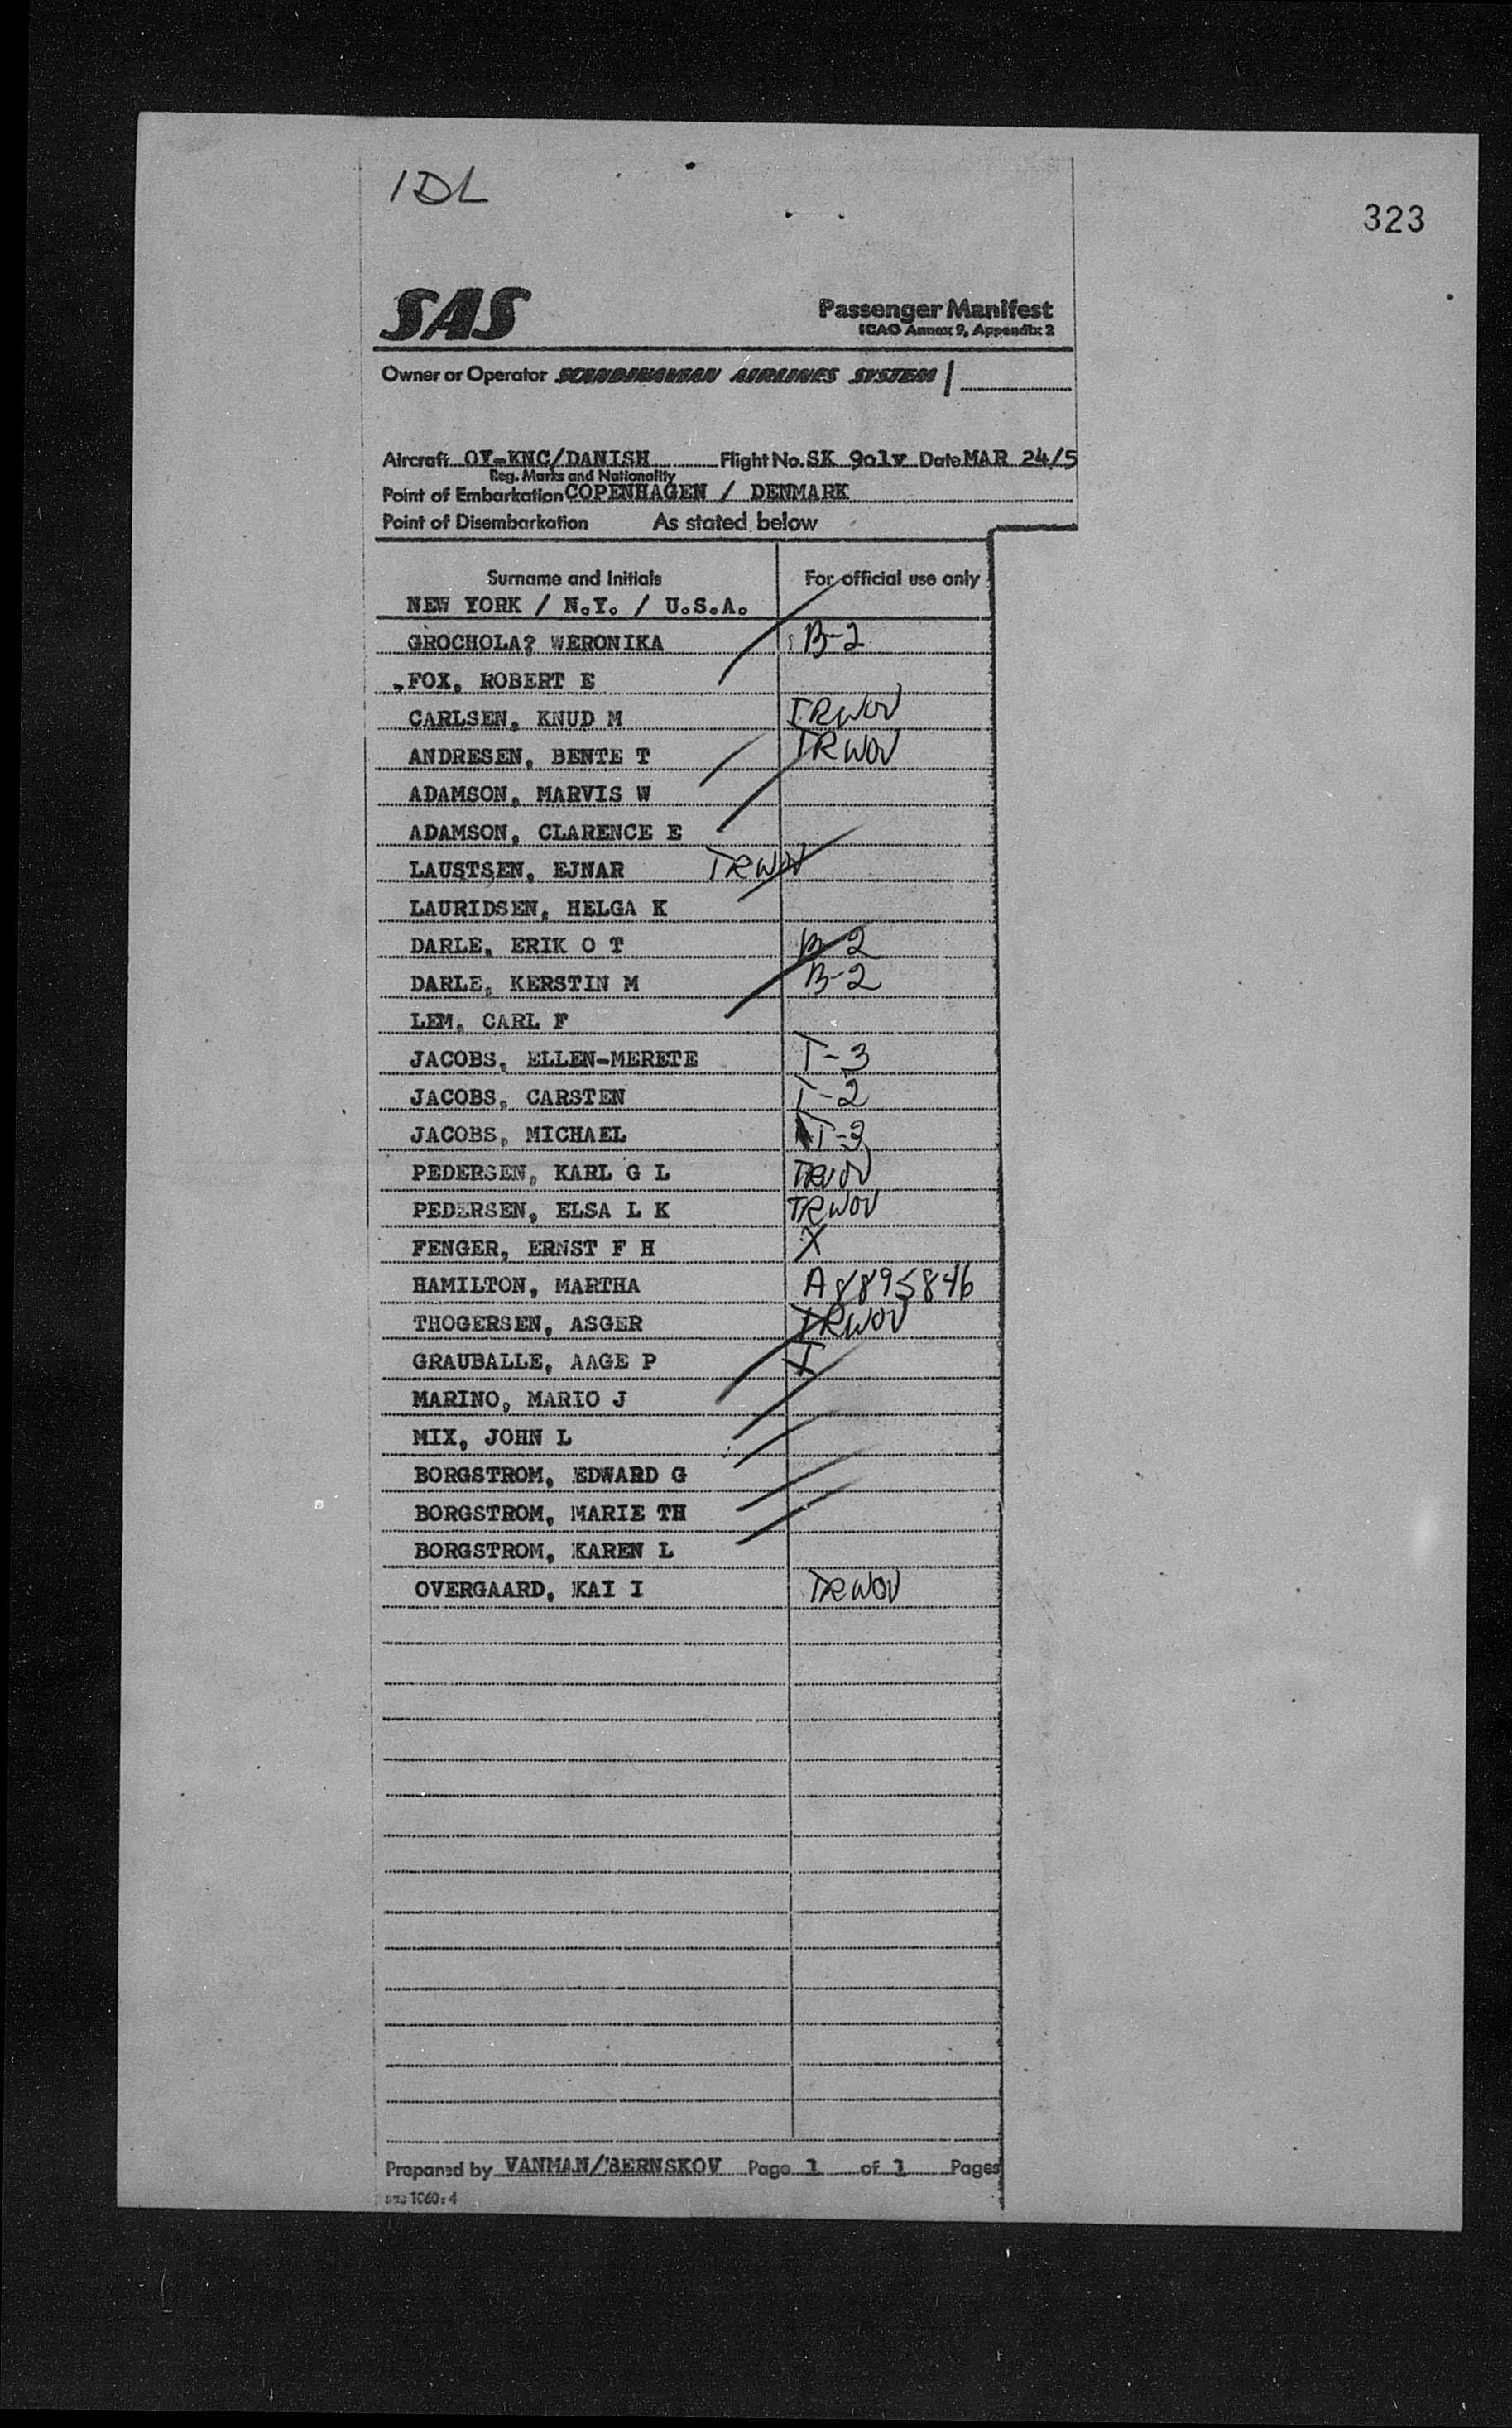 IDL
323
SAS
Passenger Manifest
ICAO Annex 9, Appendix 2
Owner or Operator SCANDINAVIAN AIRLINES SYSTEM
Aircraft OY-KNC/DANISH Flight No. SK 901v Date MAR 24/5
Reg. Marks and Nationality
Point of Embarkation COPENHAGEN / DENMARK
Point of Disembarkation As stated below
Surname and Initials For official use only
NEW YORK / N.Y. / U.S.A.
GROCHOLA? WERONIKA B-2
FOX, ROBERT E
CARLSEN, KNUD M TRWOV
ANDRESEN, BENTE T TRWOV
ADAMSON, MARVIS W
ADAMSON, CLARENCE E
LAUSTSEN, EJNAR TRWOV
LAURIDSEN, HELGA K
DARLE, ERIK O T B-2
DARLE, KERSTIN M B-2
LEM, CARL F
JACOBS, ELLEN-MERETE T-3
JACOBS, CARSTEN T-2
JACOBS, MICHAEL T-3
PEDERSEN, KARL G L TRWOV
PEDERSEN, ELSA L K TRWOV
FENGER, ERNST F H X
HAMILTON, MARTHA A8895846
THOGERSEN, ASGER TRWOV
GRAUBALLE, AAGE P I
MARINO, MARIO J
MIX, JOHN L
BORGSTROM, EDWARD G
BORGSTROM, MARIE TH
BORGSTROM, KAREN L
OVERGAARD, KAI I TRWOV
Prepared by VANMAN/BERNSKOV Page 1 of 1 Pages
sas 1060:4